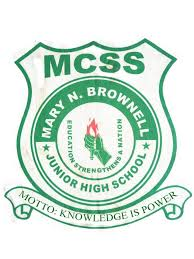 MCSS
MARY N. BROWNELL
EDUCATION STRENGTHENS A NATION
JUNIOR HIGH SCHOOL
MOTTO: KNOWLEDGE IS POWER